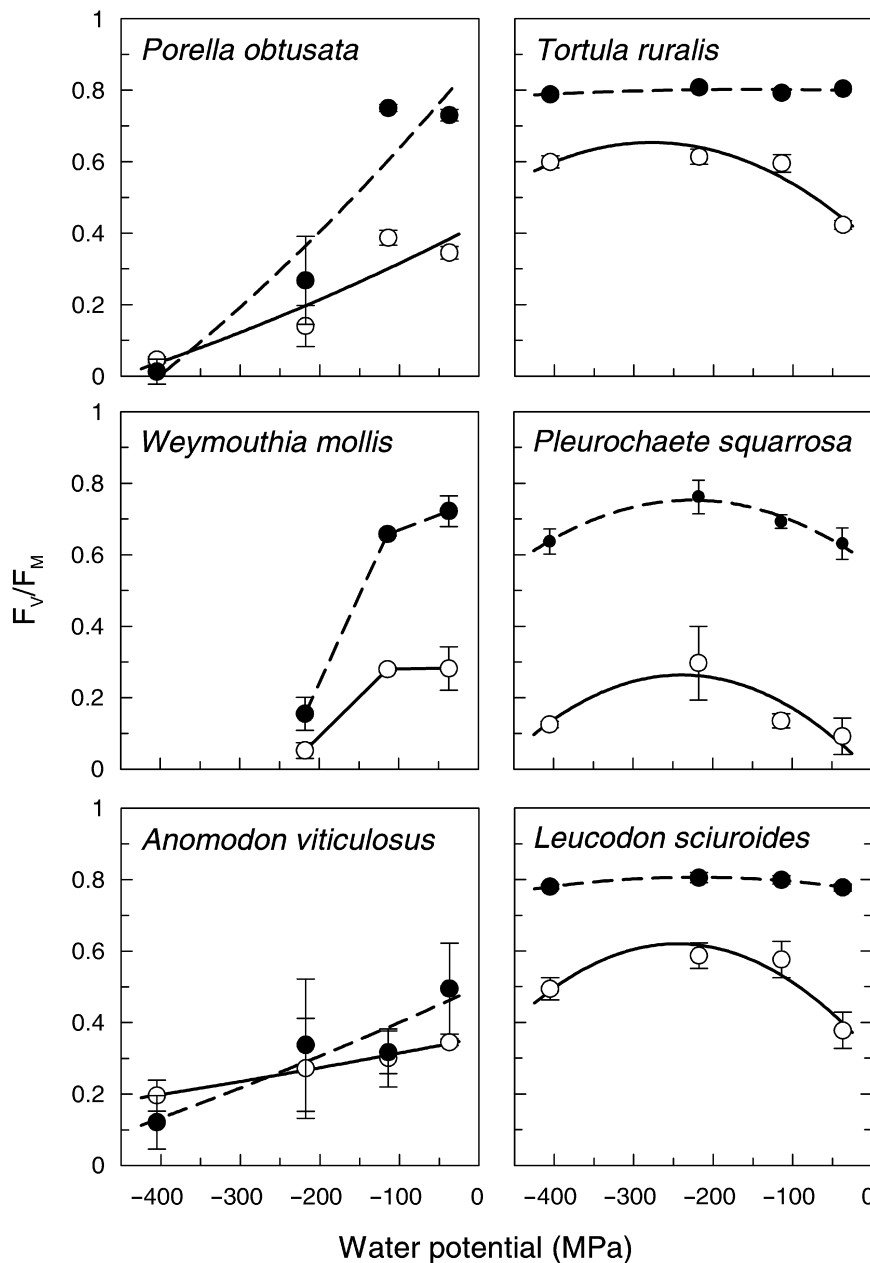 1
Porella obtusata
Tortula ruralis
0.8
0.6
0.4
0.2
0
1
Weymouthia mollis
Pleurochaete squarrosa
0.8
0.6
0.4
0.2
0
1
Anomodon viticulosus
Leucodon sciuroides
0.8
0.6
0.4
0.2
0
−400 −300 −200 −100 0 −400 −300 −200 −100 0
Water potential (MPa)
FV/FM